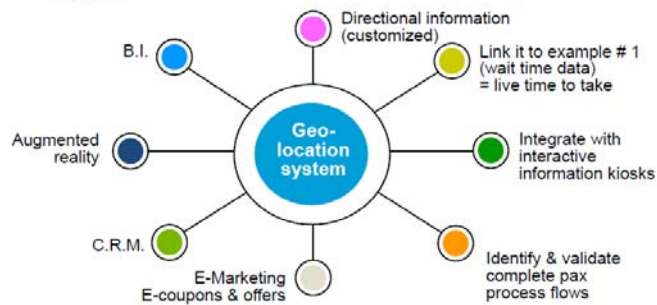 Directional information
(customized)
B.I.
Link it to example # 1
(wait time data)
= live time to take
Augmented
reality
Geo-
location
system
Integrate with
interactive
information kiosks
C.R.M.
E-Marketing
E-coupons & offers
Identify & validate
complete pax
process flows